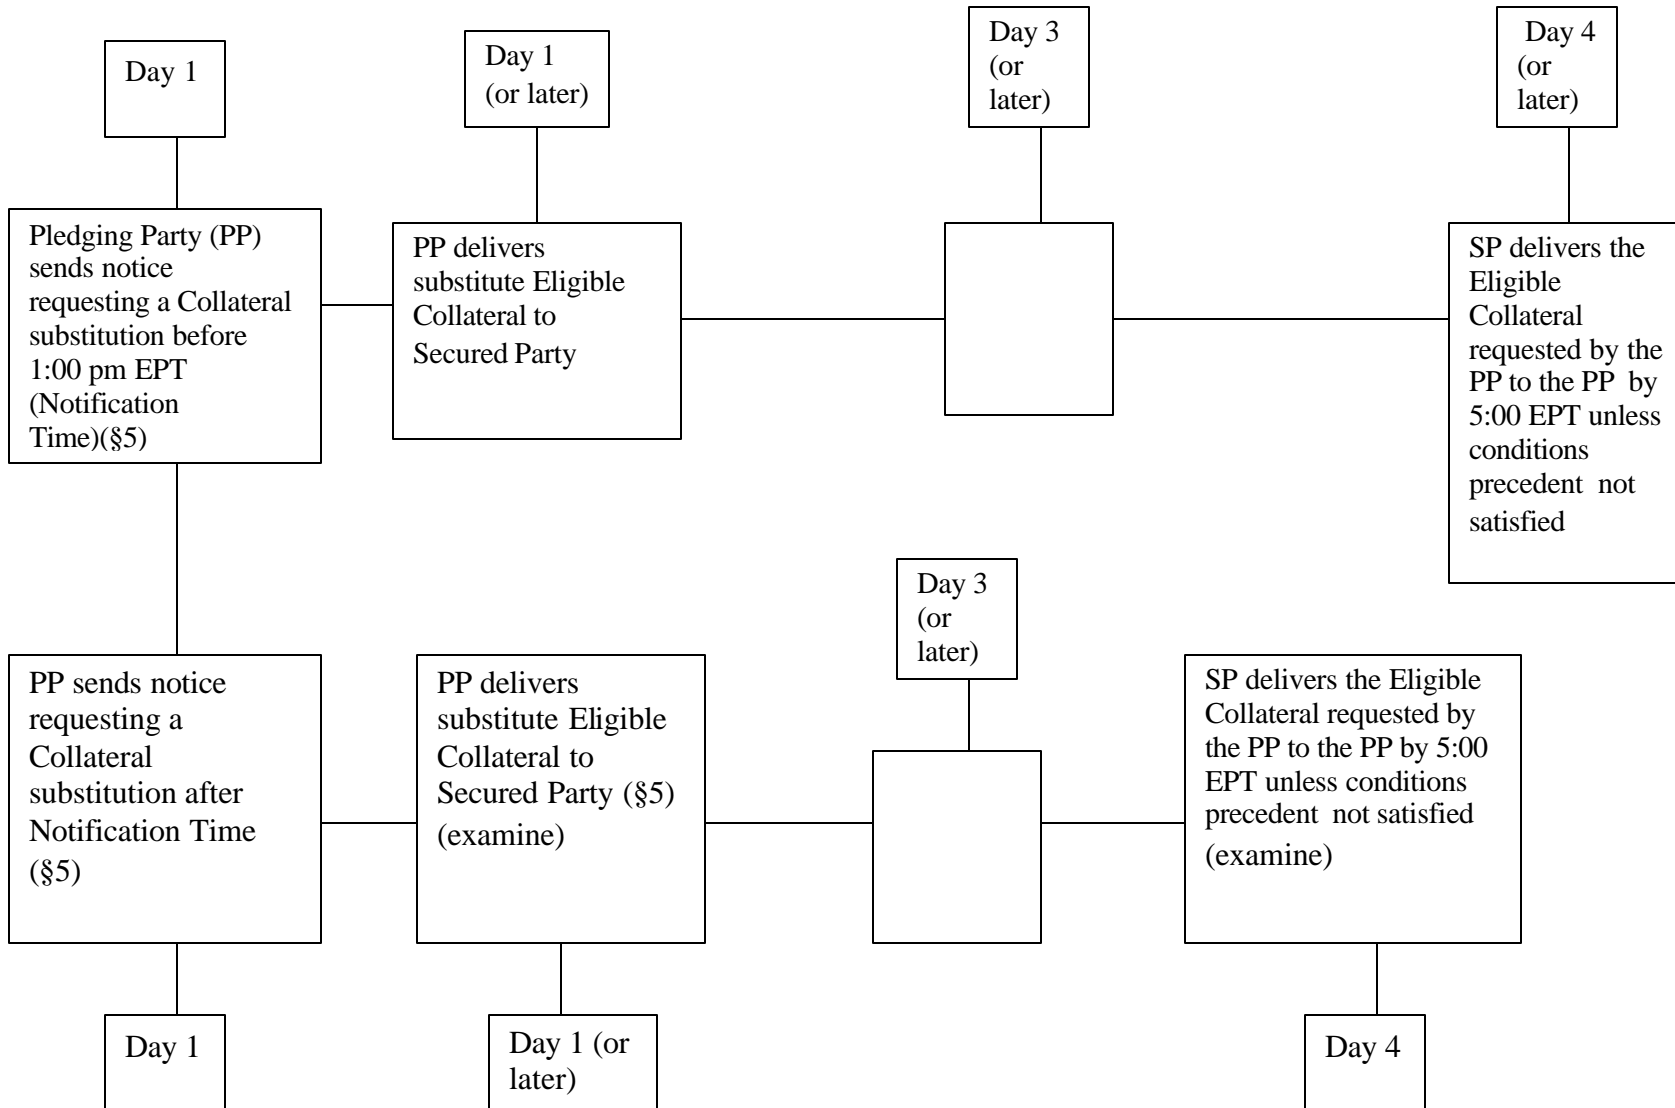 Day 1
Day 1
(or later)
Day 3
(or
later)
Day 4
(or
later)
Pledging Party (PP)
sends notice
requesting a Collateral
substitution before
1:00 pm EPT
(Notification
Time)(§5)
PP delivers
substitute Eligible
Collateral to
Secured Party
SP delivers the
Eligible
Collateral
requested by the
PP to the PP by
5:00 EPT unless
conditions
precedent not
satisfied
Day 3
(or
later)
PP sends notice
requesting a
Collateral
substitution after
Notification Time
(§5)
PP delivers
substitute Eligible
Collateral to
Secured Party (§5)
(examine)
SP delivers the Eligible
Collateral requested by
the PP to the PP by 5:00
EPT unless conditions
precedent not satisfied
(examine)
Day 1
Day 1 (or
later)
Day 4